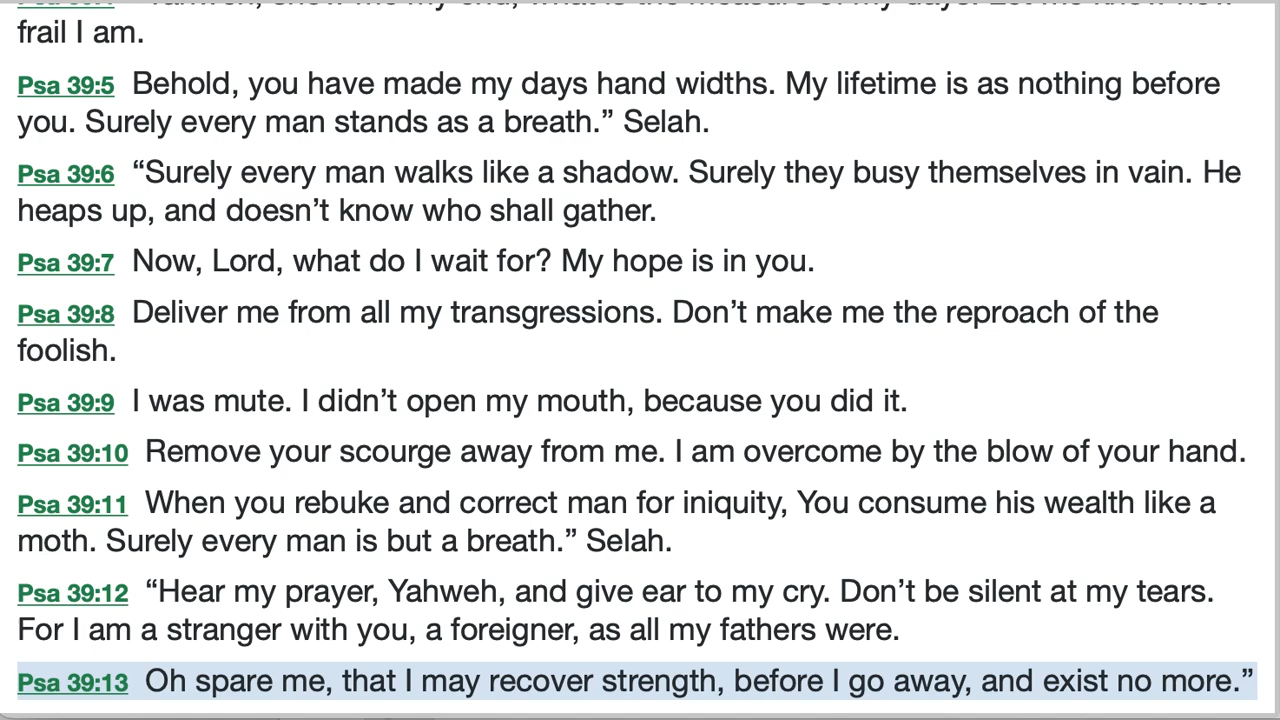 frail I am.
Psa 39:5 Behold, you have made my days hand widths. My lifetime is as nothing before
you. Surely every man stands as a breath.” Selah.
Psa 39:6 “Surely every man walks like a shadow. Surely they busy themselves in vain. He
heaps up, and doesn’t know who shall gather.
Psa 39:7 Now, Lord, what do I wait for? My hope is in you.
Psa 39:8 Deliver me from all my transgressions. Don’t make me the reproach of the
foolish.
Psa 39:9 I was mute. I didn’t open my mouth, because you did it.
Psa 39:10 Remove your scourge away from me. I am overcome by the blow of your hand.
Psa 39:11 When you rebuke and correct man for iniquity, You consume his wealth like a
moth. Surely every man is but a breath.” Selah.
Psa 39:12 “Hear my prayer, Yahweh, and give ear to my cry. Don’t be silent at my tears.
For I am a stranger with you, a foreigner, as all my fathers were.
Psa 39:13 Oh spare me, that I may recover strength, before I go away, and exist no more.”